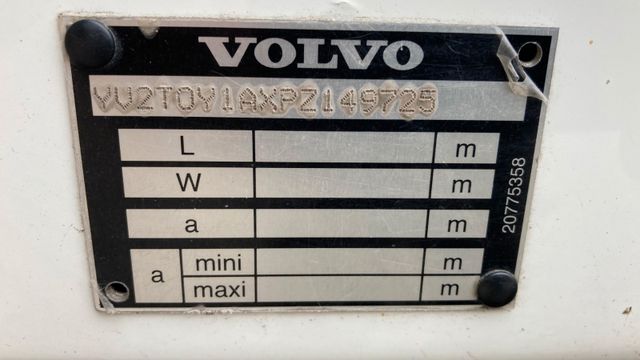 VOLVO
YV2T0Y1AXPZ149725
L m
W m
a m
a mini m
maxi m
20775358